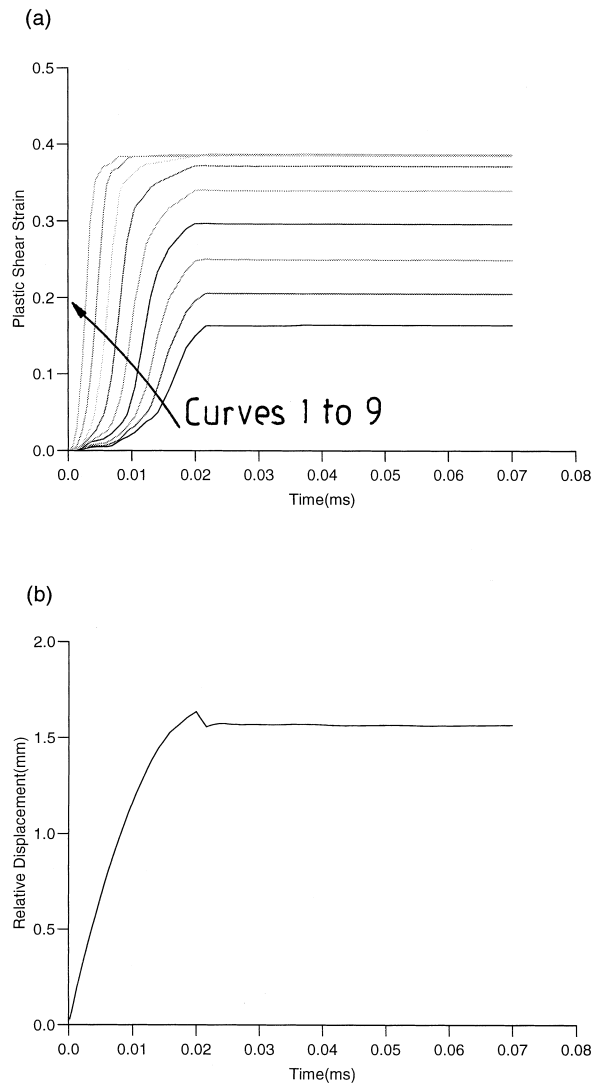 (a)
0.5
0.4
0.3
0.2
0.1
0.0
Plastic Shear Strain
Curves 1 to 9
0.0 0.01 0.02 0.03 0.04 0.05 0.06 0.07 0.08
Time(ms)
(b)
2.0
1.5
1.0
0.5
0.0
Relative Displacement(mm)
0.0 0.01 0.02 0.03 0.04 0.05 0.06 0.07 0.08
Time(ms)